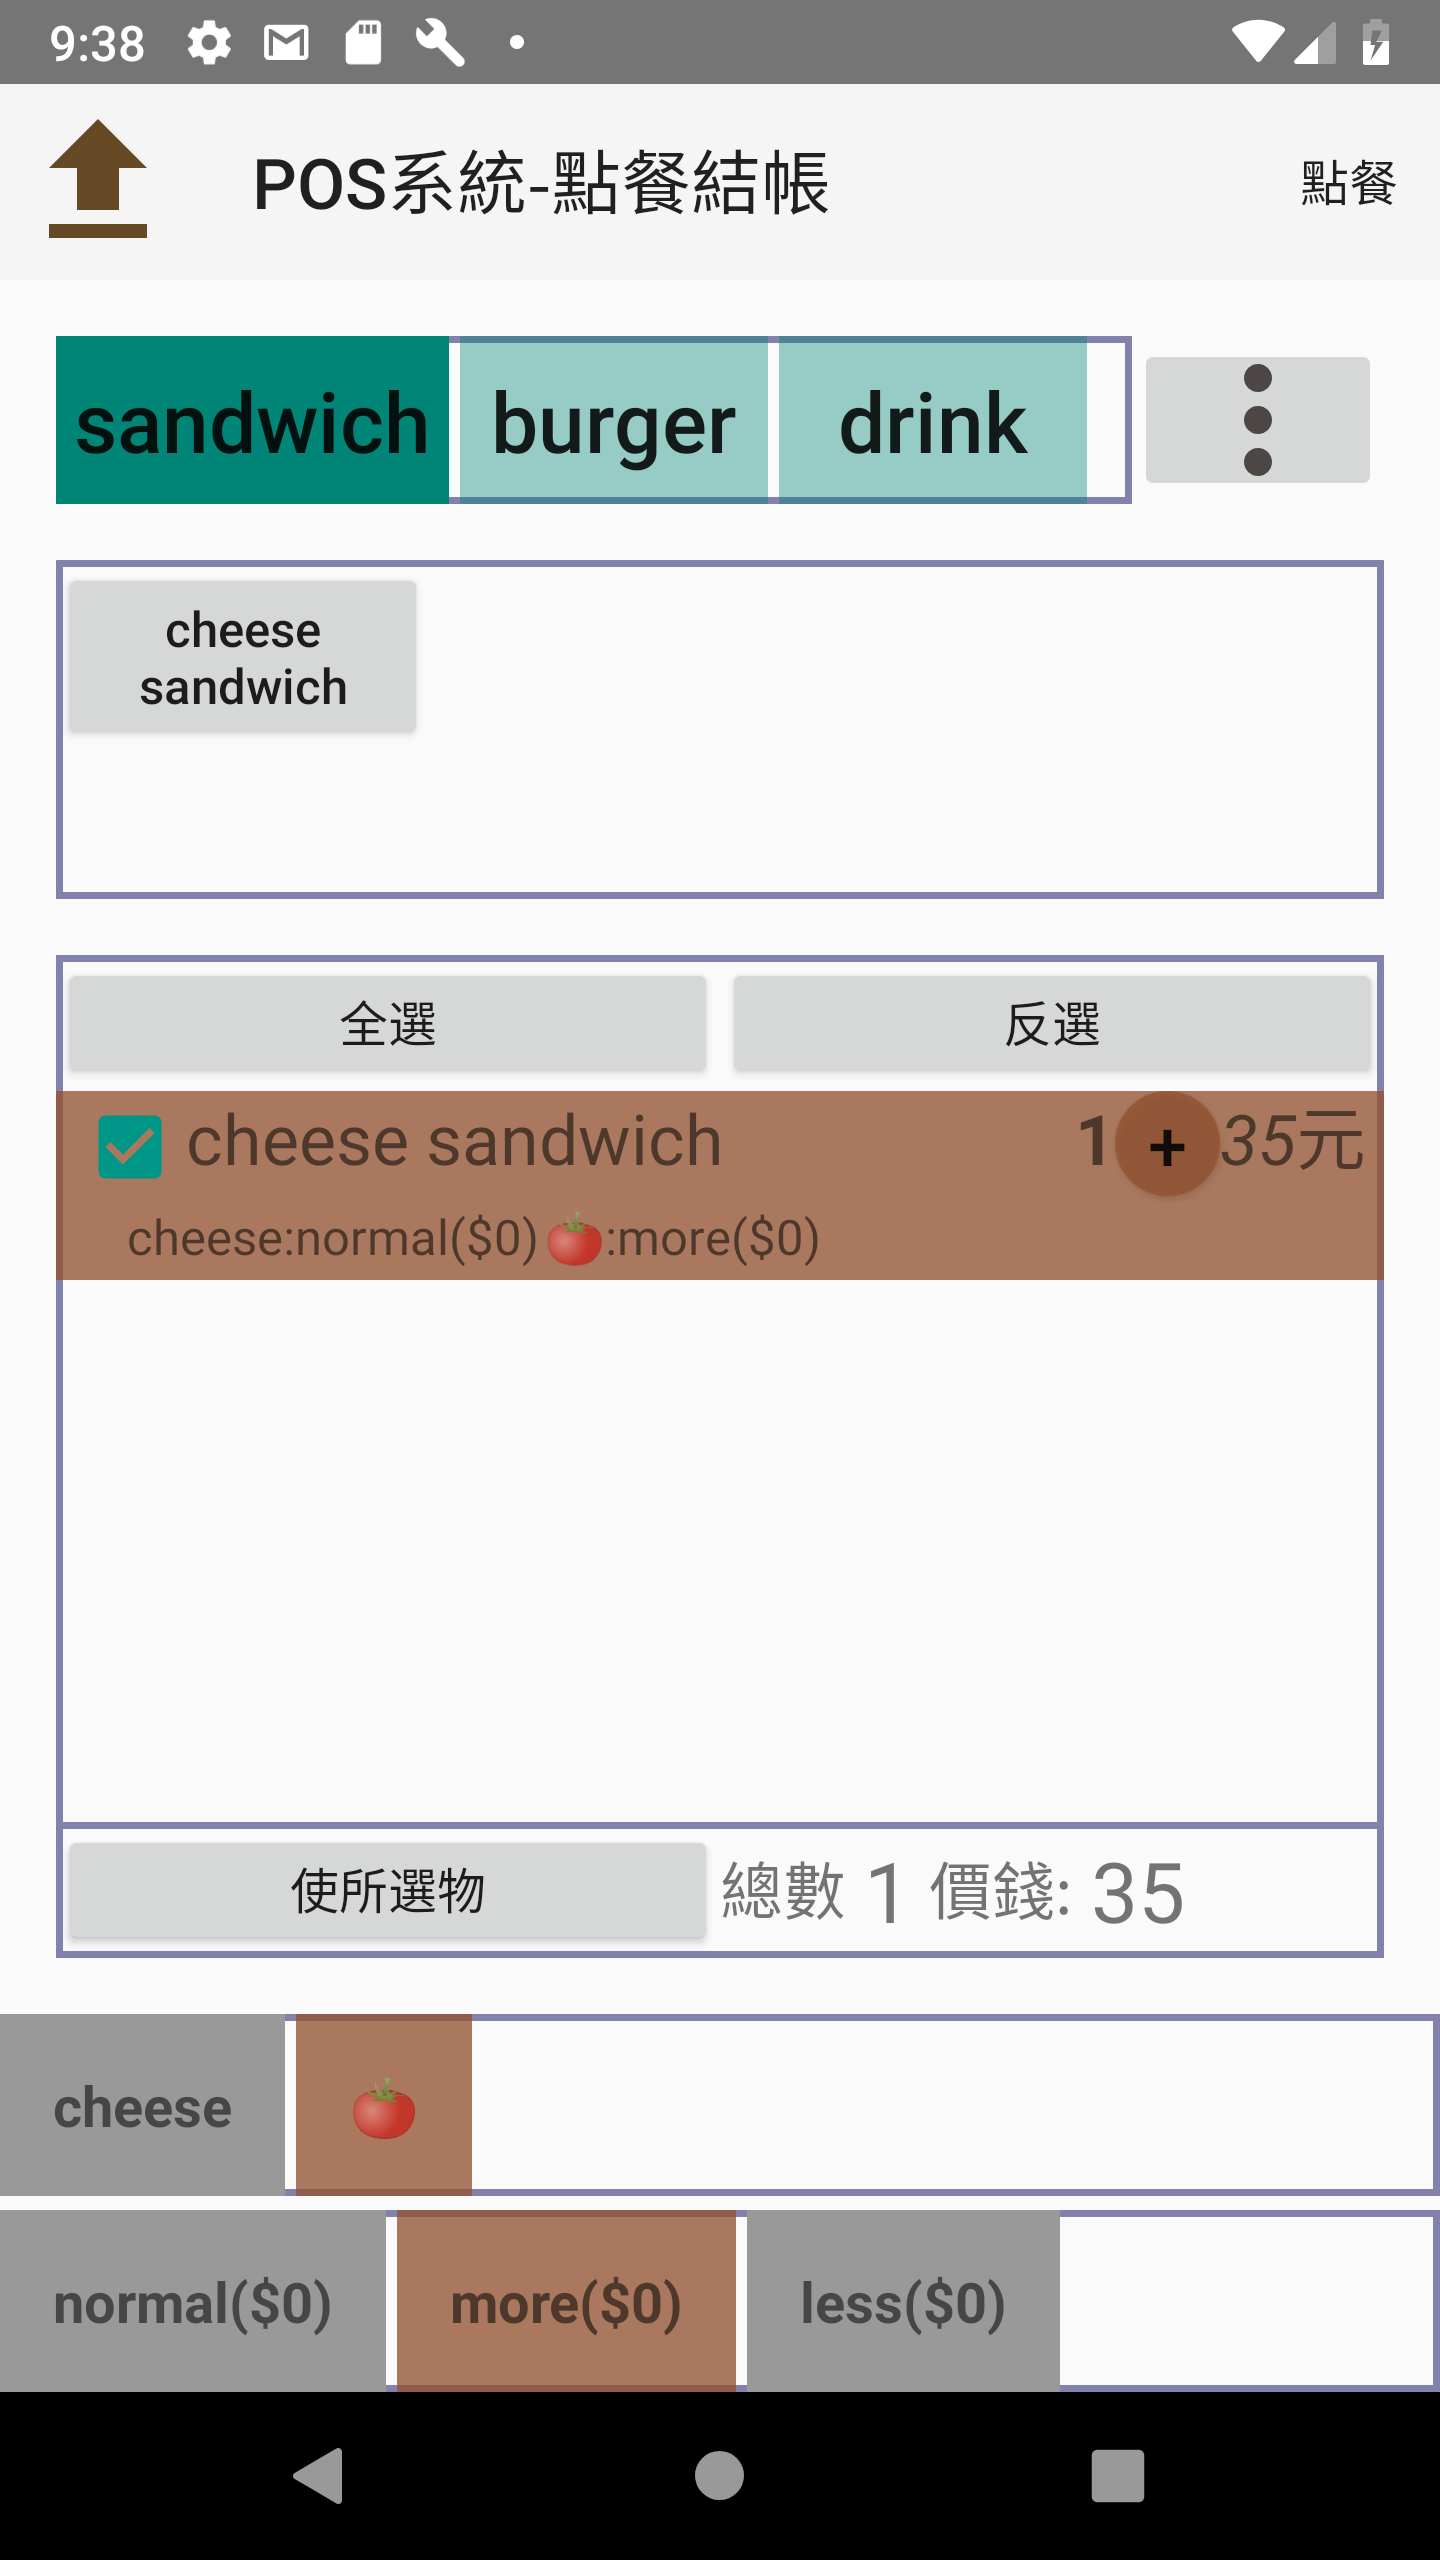 9:38
POS系統-點餐結帳
點餐
sandwich
burger
drink
cheese
sandwich
全選
反選
cheese sandwich
1
+
35元
cheese:normal($0) 🍅:more($0)
使所選物
總數 1 價錢: 35
cheese
🍅
normal($0)
more($0)
less($0)